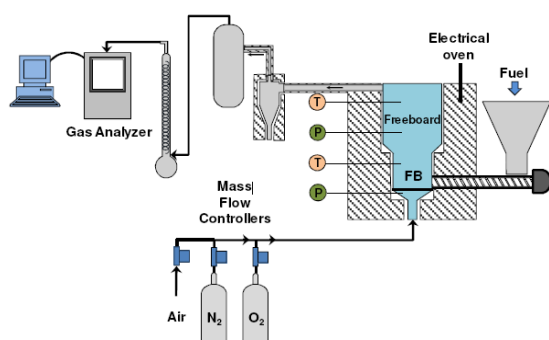 Electrical
oven
Fuel
Gas Analyzer
T
Freeboard
P
T
FB
P
Mass
Flow
Controllers
Air
N2
O2